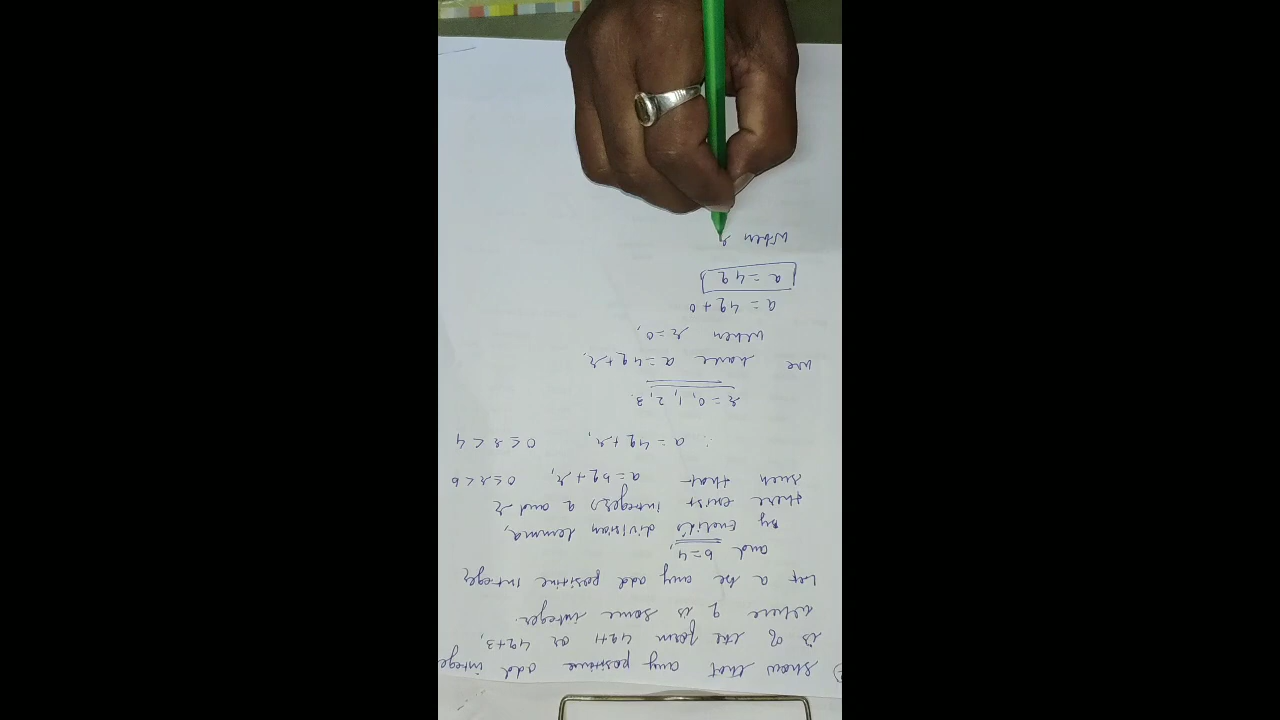 2) Show that any positive odd integer
is of the form 4q+1 or 4q+3,
where q is some integer.
Let a be any odd positive integer
and b=4,
by Euclid's division lemma,
there exist integers q and r
such that a=bq+r, 0≤r<b
∴ a=4q+r, 0≤r<4
r=0,1,2,3.
we have a=4q+r.
when r=0,
a=4q+0
a=4q
when r